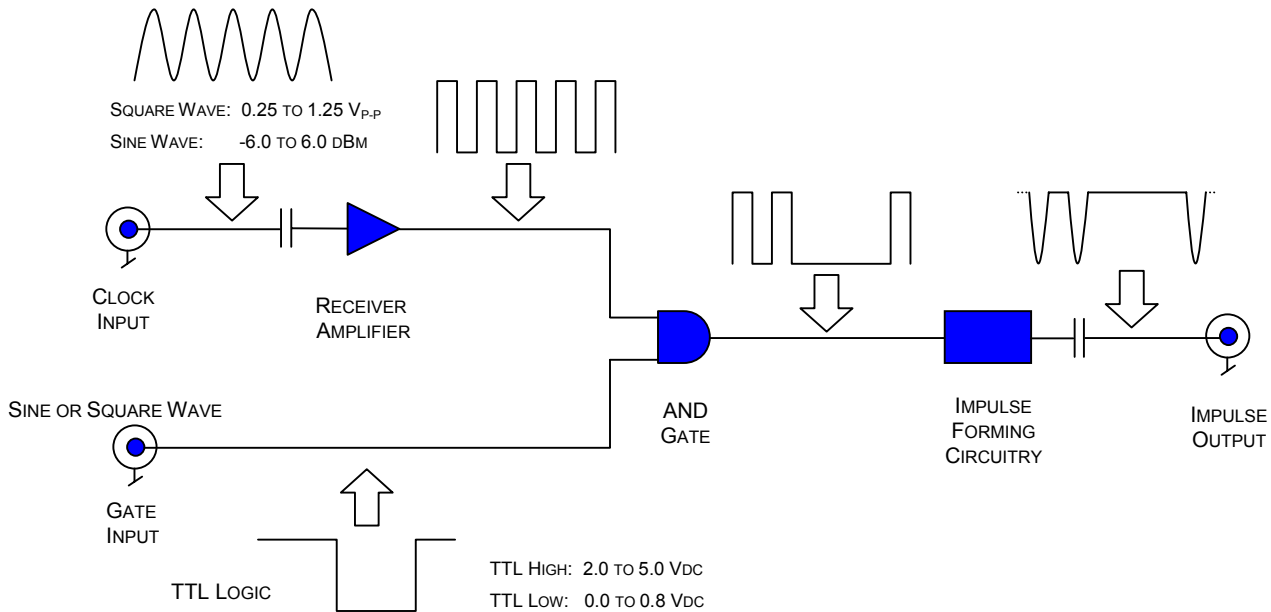 SQUARE WAVE: 0.25 TO 1.25 VP-P
SINE WAVE: -6.0 TO 6.0 DBM
CLOCK
INPUT
RECEIVER
AMPLIFIER
SINE OR SQUARE WAVE
GATE
INPUT
AND
GATE
IMPULSE
FORMING
CIRCUITRY
IMPULSE
OUTPUT
TTL LOGIC
TTL HIGH: 2.0 TO 5.0 VDC
TTL LOW: 0.0 TO 0.8 VDC